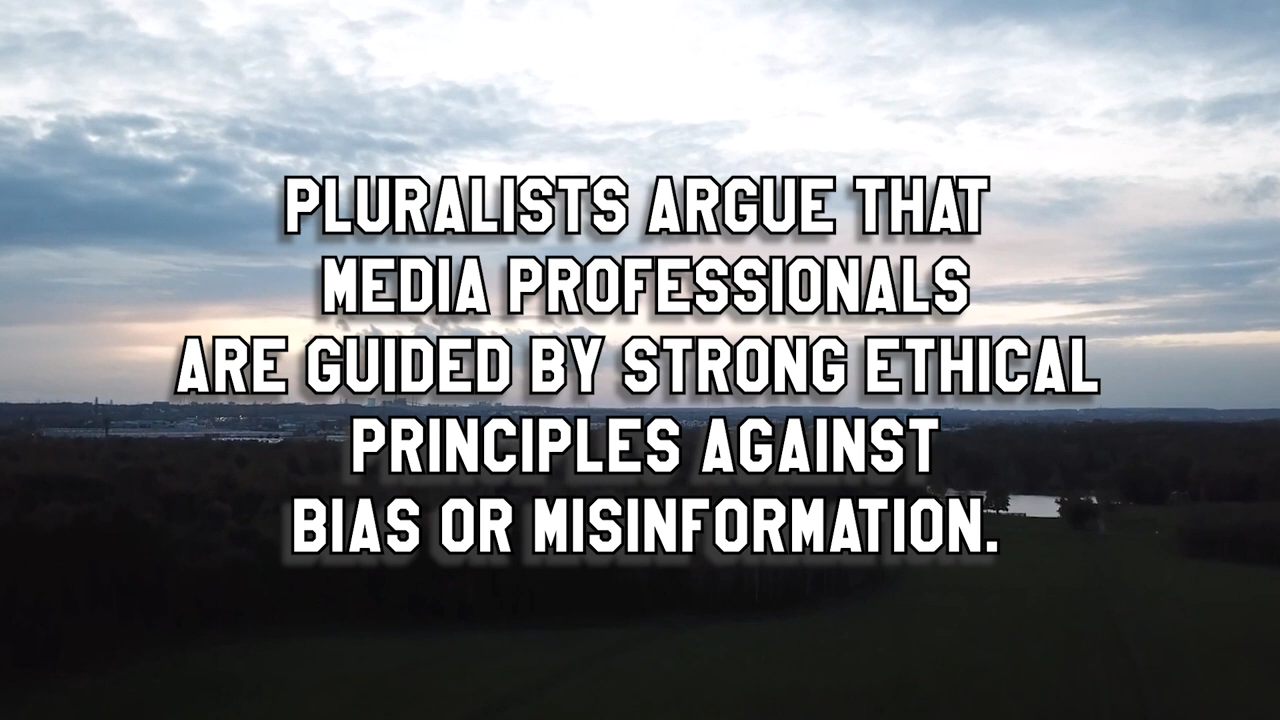 PLURALISTS ARGUE THAT
MEDIA PROFESSIONALS
ARE GUIDED BY STRONG ETHICAL
PRINCIPLES AGAINST
BIAS OR MISINFORMATION.